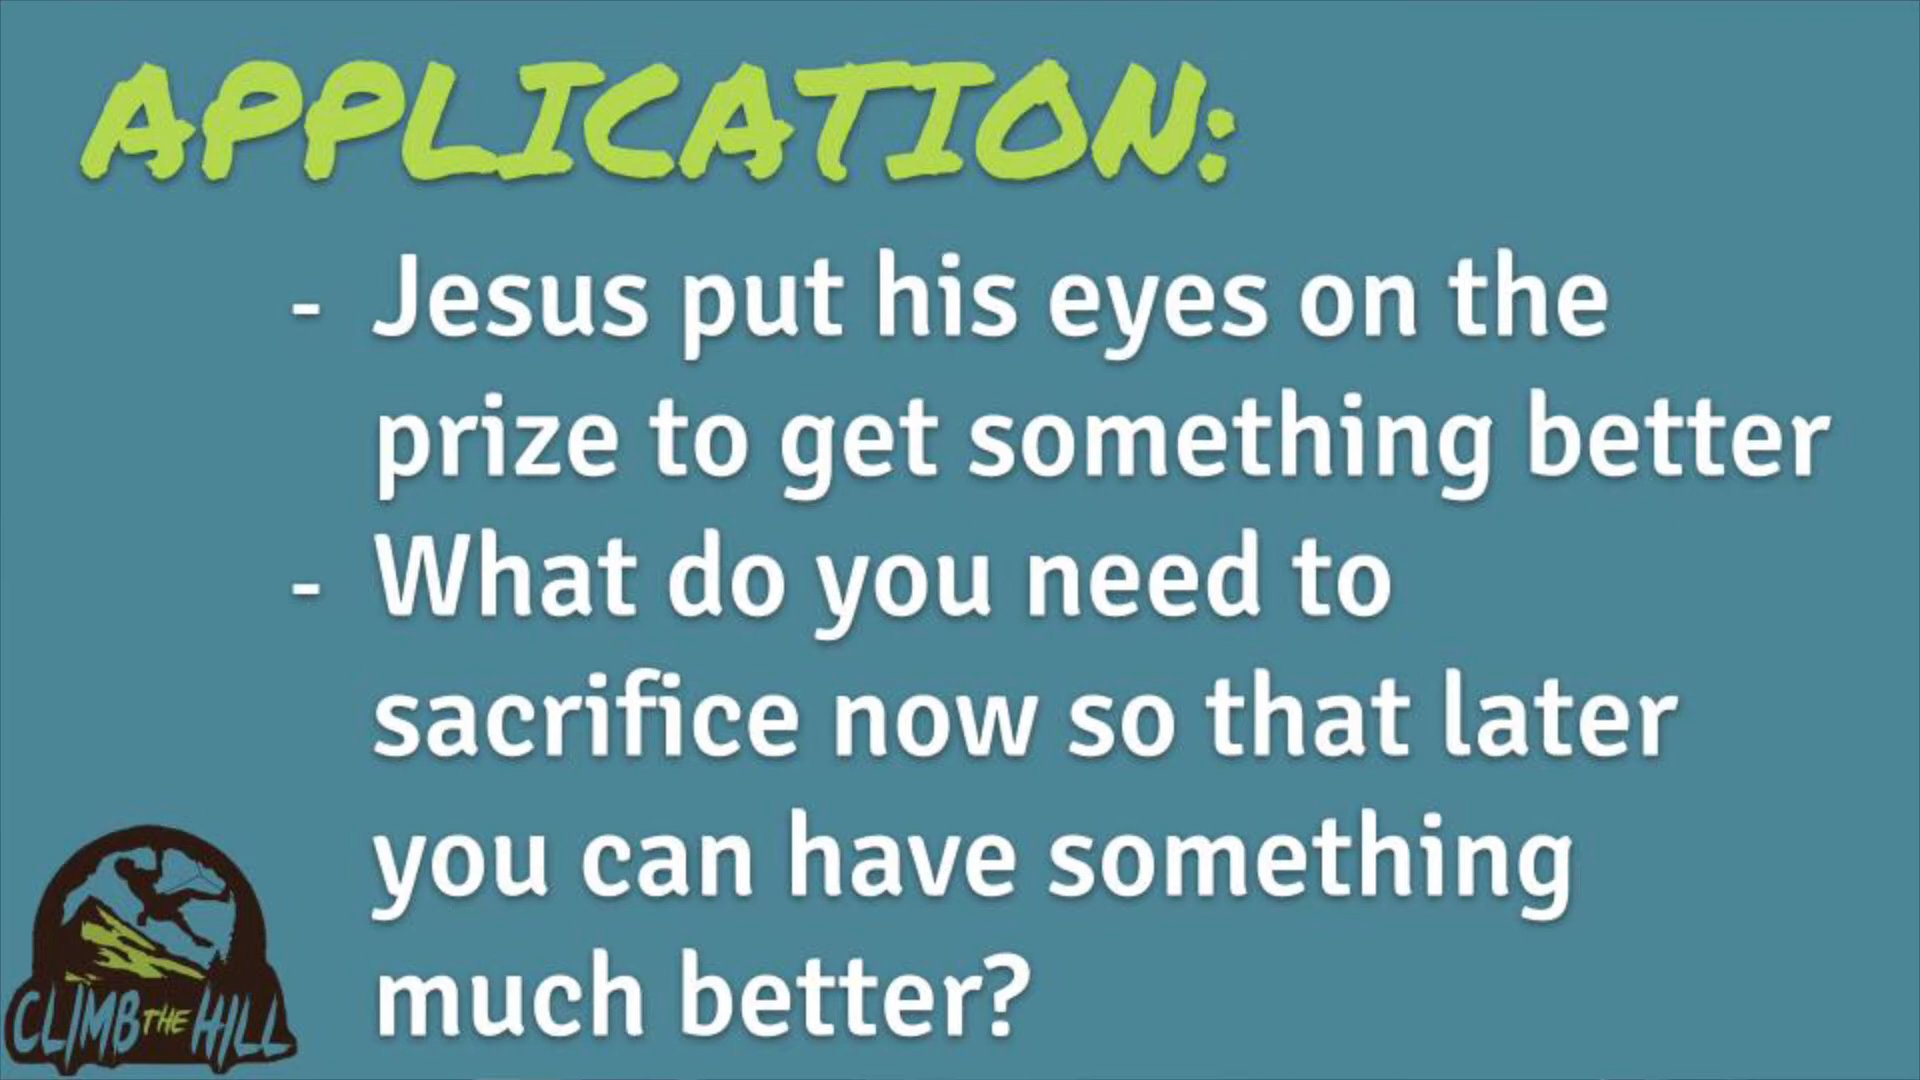 APPLICATION:
- Jesus put his eyes on the
prize to get something better
- What do you need to
sacrifice now so that later
you can have something
much better?
CLIMB THE HILL